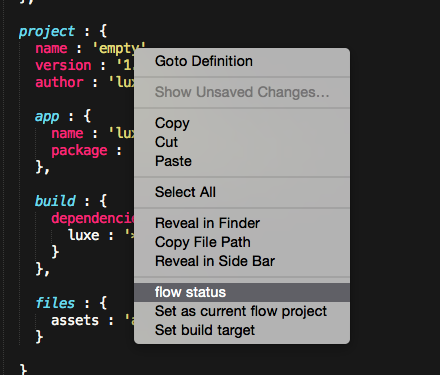 },
project : {
name : 'empty'
version : '1.
author : 'lux
app : {
name : 'lux
package :
},
build : {
luxe : '
}
},
files : {
assets : '
}
}
Goto Definition
Show Unsaved Changes...
Copy
Cut
Paste
Select All
Reveal in Finder
Copy File Path
Reveal in Side Bar
flow status
Set as current flow project
Set build target